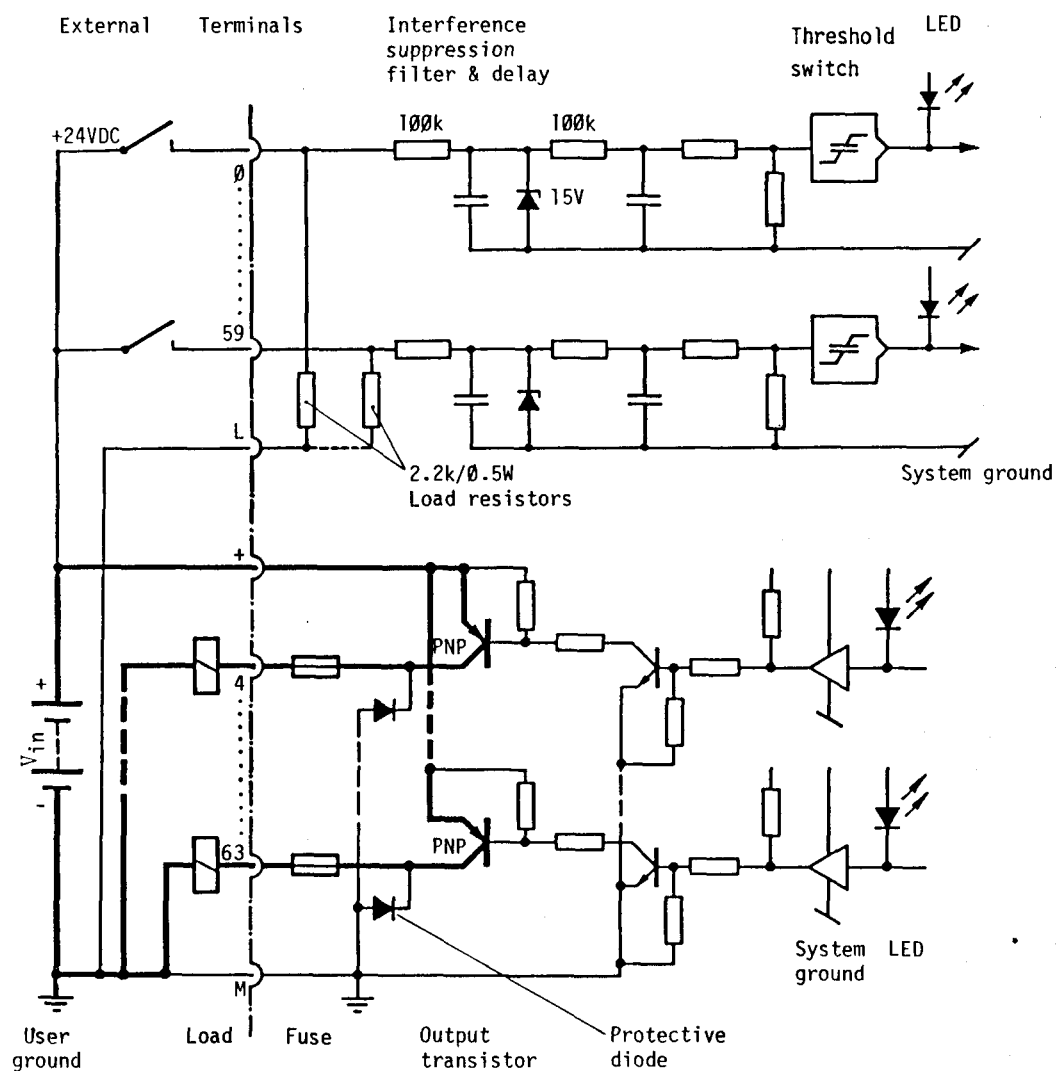 External
Terminals
Interference
suppression
filter & delay
Threshold
switch
LED
+24VDC
100k
100k
0
15V
59
L
2.2k/0.5W
Load resistors
System ground
+
PNP
4
+
Vin
-
PNP
63
System
ground
LED
M
User
ground
Load
Fuse
Output
transistor
Protective
diode